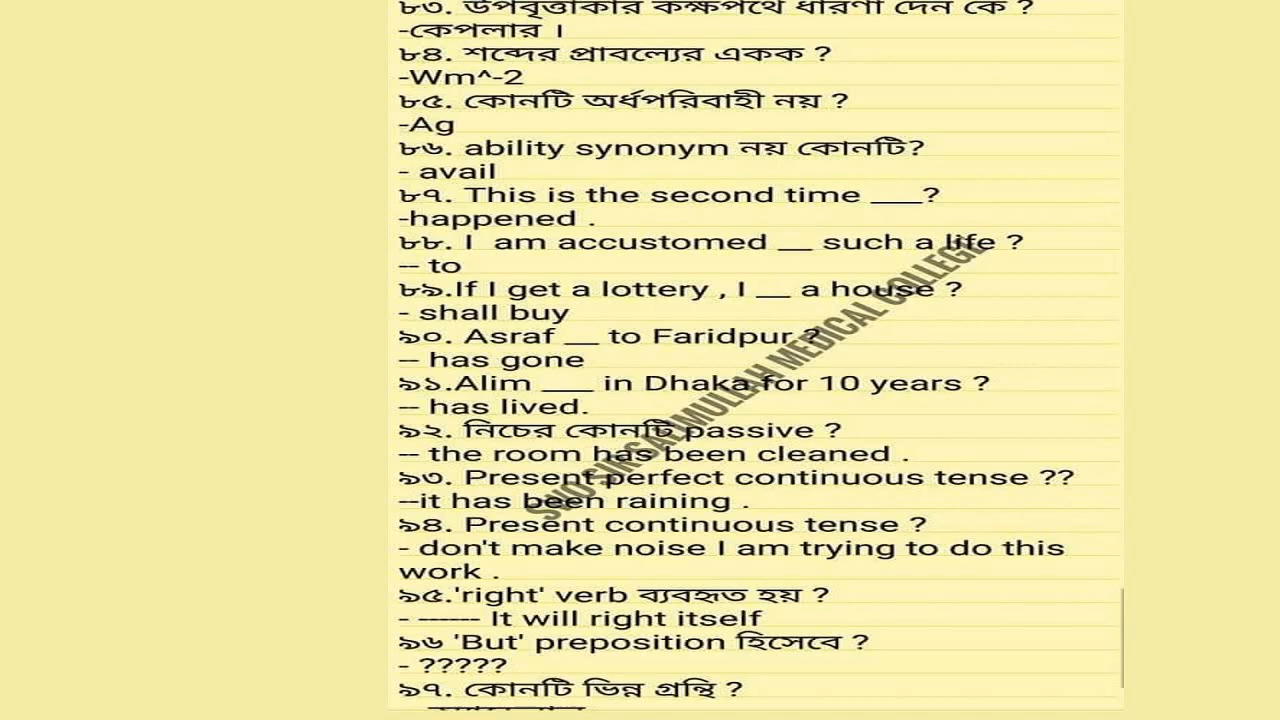 ৮৩. উপবৃত্তাকার কক্ষপথে ধারণা দেন কে ?
-কেপলার ।
৮৪. শব্দের প্রাবল্যের একক ?
-Wm^-2
৮৫. কোনটি অর্ধপরিবাহী নয় ?
-Ag
৮৬. ability synonym নয় কোনটি?
- avail
৮৭. This is the second time ___?
-happened .
৮৮. I  am accustomed __ such a life ?
-- to
৮৯.If I get a lottery , I __ a house ?
- shall buy
৯০. Asraf __ to Faridpur ?
-- has gone
৯১.Alim ___ in Dhaka for 10 years ?
-- has lived.
৯২. নিচের কোনটি passive ?
-- the room has been cleaned .
৯৩. Present perfect continuous tense ??
--it has been raining .
৯৪. Present continuous tense ?
- don't make noise I am trying to do this
work .
৯৫.'right' verb ব্যবহৃত হয় ?
- ------ It will right itself
৯৬ 'But' preposition হিসেবে ?
- ?????
৯৭. কোনটি ভিন্ন গ্রন্থি ?
SIR SALIMULLAH MEDICAL COLLEGE